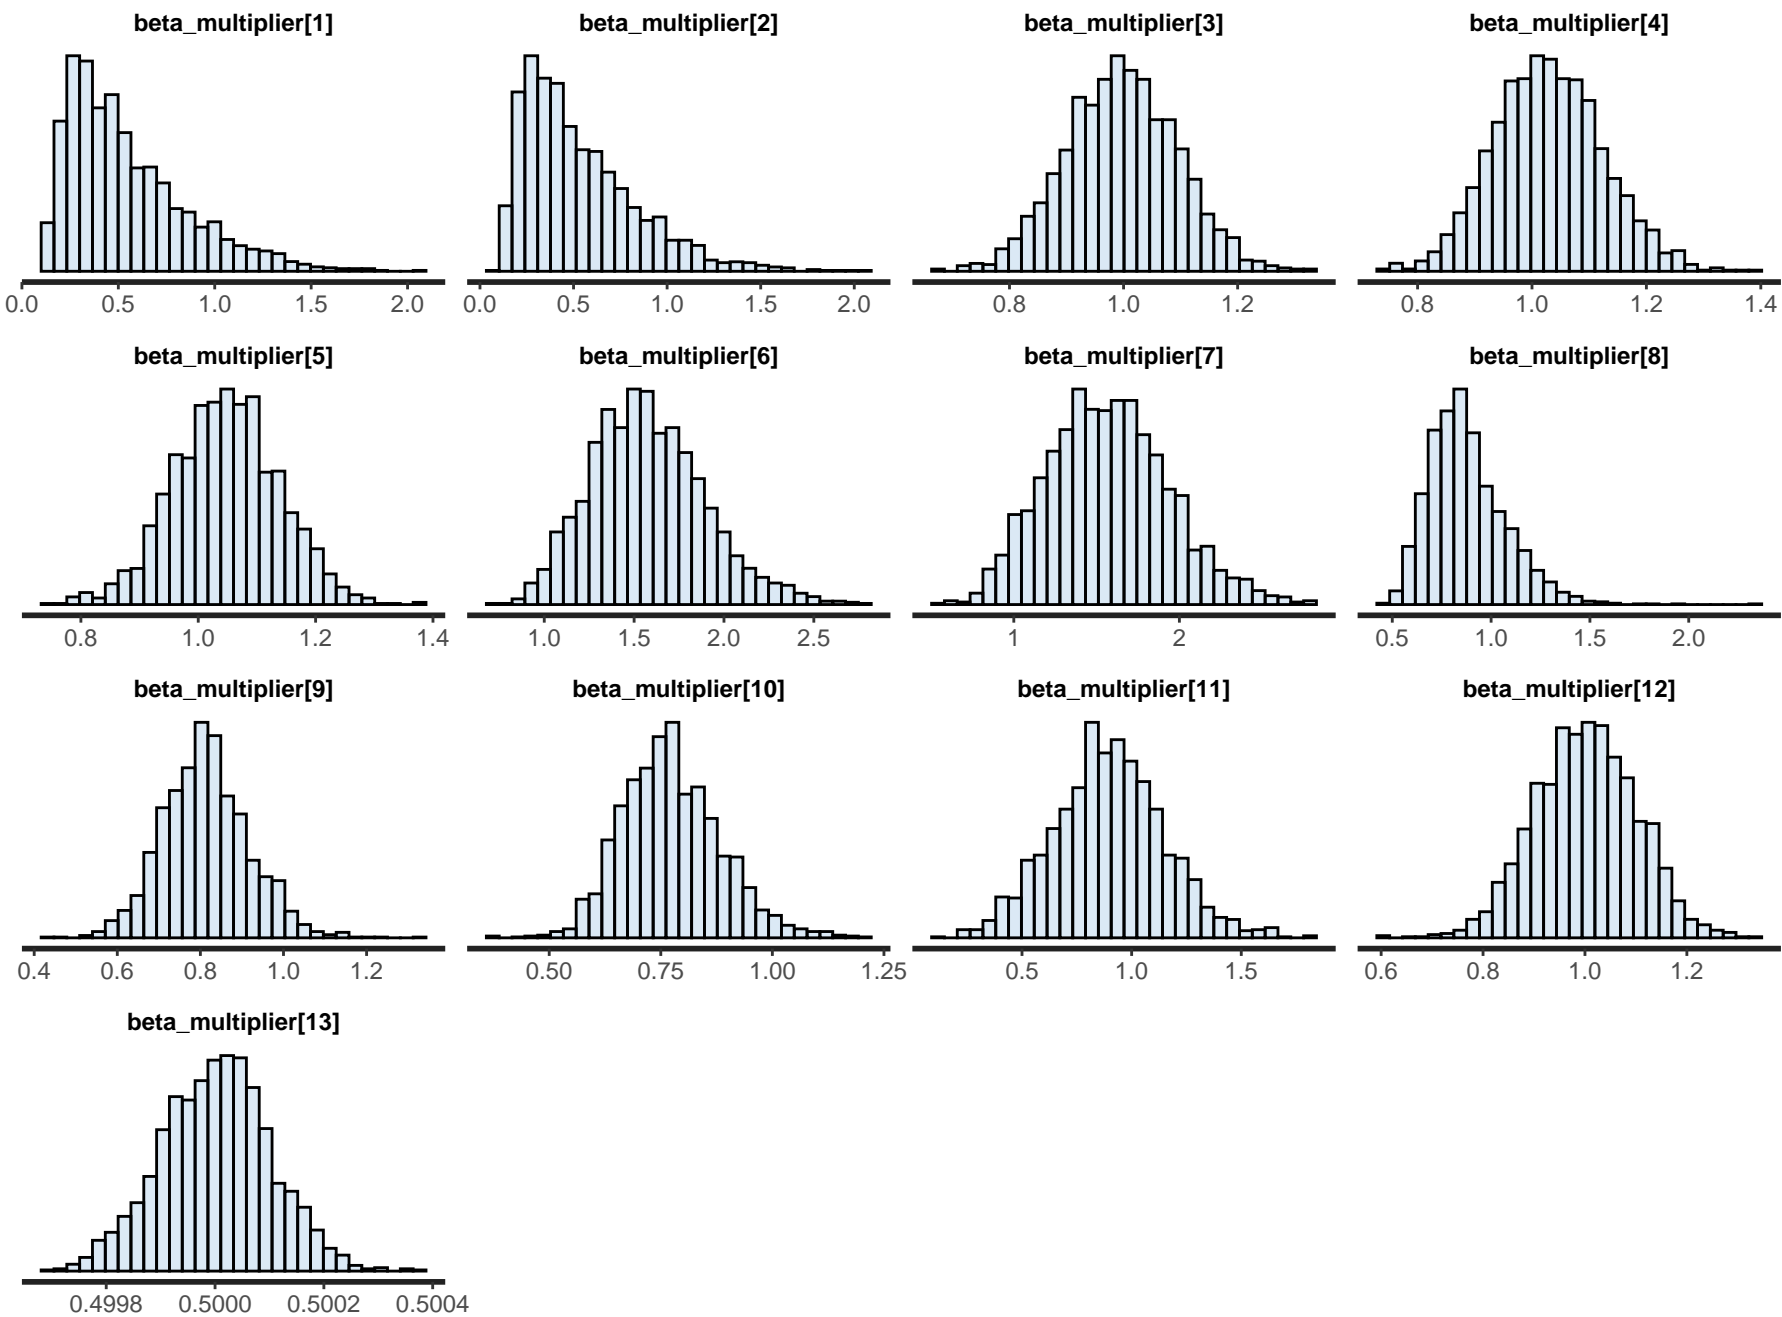 beta_multiplier[1] beta_multiplier[2] beta_multiplier[3] beta_multiplier[4]
0.0 0.5 1.0 1.5 2.0 0.0 0.5 1.0 1.5 2.0 0.8 1.0 1.2 0.8 1.0 1.2 1.4
beta_multiplier[5] beta_multiplier[6] beta_multiplier[7] beta_multiplier[8]
0.8 1.0 1.2 1.4 1.0 1.5 2.0 2.5 1 2 0.5 1.0 1.5 2.0
beta_multiplier[9] beta_multiplier[10] beta_multiplier[11] beta_multiplier[12]
0.4 0.6 0.8 1.0 1.2 0.50 0.75 1.00 1.25 0.5 1.0 1.5 0.6 0.8 1.0 1.2
beta_multiplier[13]
0.4998 0.5000 0.5002 0.5004